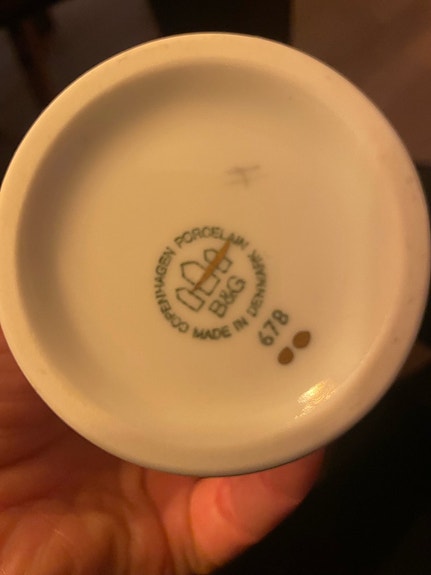 COPENHAGEN PORCELAIN
MADE IN DENMARK
B&G
678